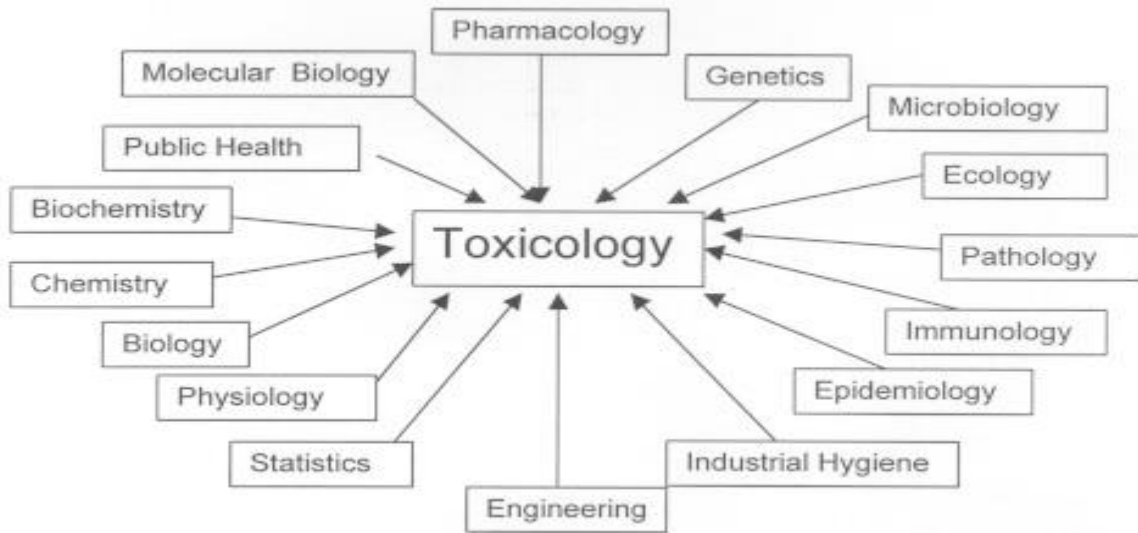 Pharmacology
Molecular Biology
Genetics
Microbiology
Public Health
Ecology
Biochemistry
Toxicology
Pathology
Chemistry
Immunology
Biology
Physiology
Epidemiology
Statistics
Industrial Hygiene
Engineering